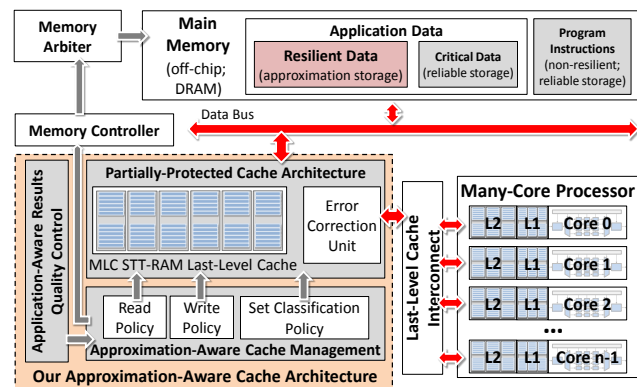 Memory
Arbiter
Main
Memory
(off-chip;
DRAM)
Application Data
Resilient Data
(approximation storage)
Critical Data
(reliable storage)
Program
Instructions
(non-resilient;
reliable storage)
Data Bus
Memory Controller
Application-Aware Results
Quality Control
Partially-Protected Cache Architecture
MLC STT-RAM Last-Level Cache
Error
Correction
Unit
Read
Policy
Write
Policy
Set Classification
Policy
Approximation-Aware Cache Management
Our Approximation-Aware Cache Architecture
Last-Level Cache
Interconnect
Many-Core Processor
L2 L1 Core 0
L2 L1 Core 1
L2 L1 Core 2
...
L2 L1 Core n-1